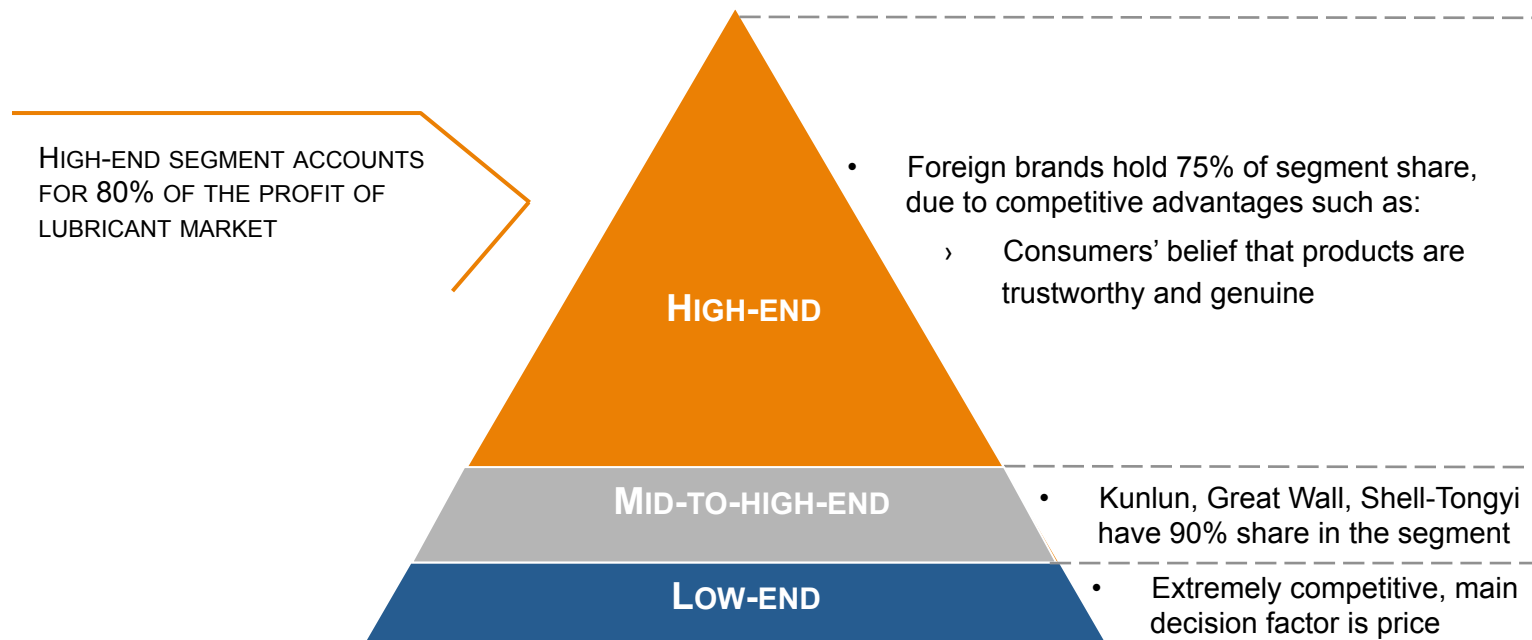 HIGH-END SEGMENT ACCOUNTS
FOR 80% OF THE PROFIT OF
LUBRICANT MARKET
HIGH-END
• Foreign brands hold 75% of segment share,
due to competitive advantages such as:
› Consumers’ belief that products are
trustworthy and genuine
MID-TO-HIGH-END
• Kunlun, Great Wall, Shell-Tongyi
have 90% share in the segment
LOW-END
• Extremely competitive, main
decision factor is price